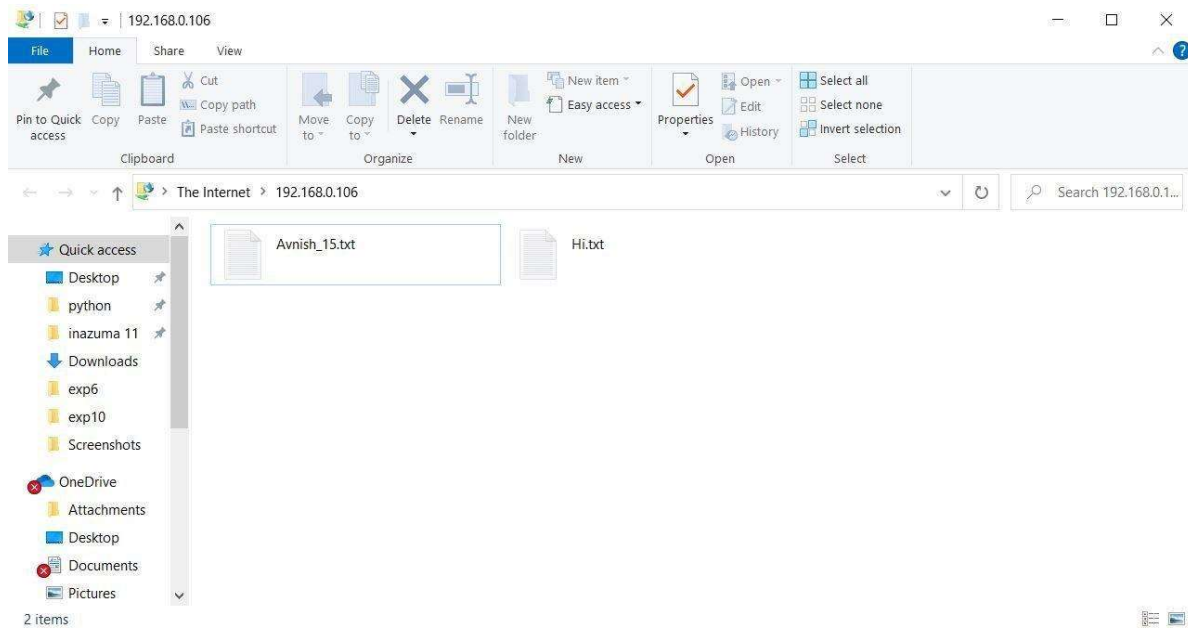 192.168.0.106
File Home Share View
?
Pin to Quick access
Copy
Paste
Cut
Copy path
Paste shortcut
Clipboard
Move to
Copy to
Delete
Rename
Organize
New folder
New item
Easy access
New
Properties
Open
Edit
History
Open
Select all
Select none
Invert selection
Select
The Internet > 192.168.0.106
Search 192.168.0.1...
Quick access
Desktop
python
inazuma 11
Downloads
exp6
exp10
Screenshots
OneDrive
Attachments
Desktop
Documents
Pictures
Avnish_15.txt
Hi.txt
2 items